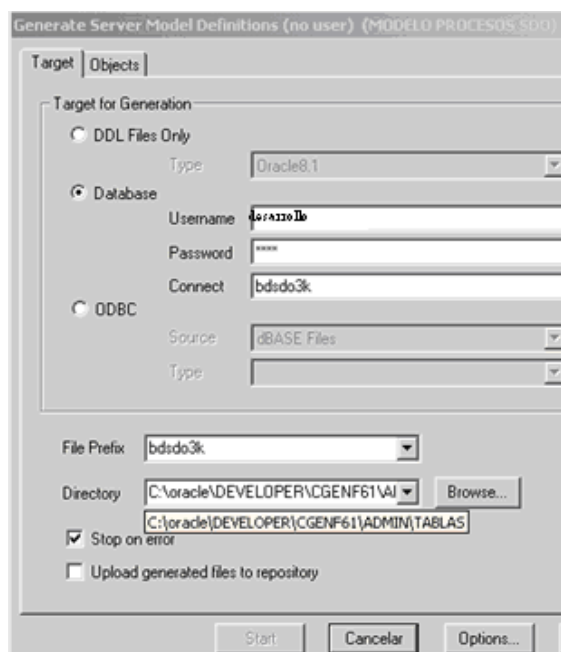 Generate Server Model Definitions (no user) (MODELO PROCESOS SDO)
Target Objects
Target for Generation
DDL Files Only
Type Oracle8.1
Database
Username desarrollo
Password ****
Connect bdsdo3k
ODBC
Source dBASE Files
Type
File Prefix bdsdo3k
Directory C:\oracle\DEVELOPER\CGENF61\AI Browse...
C:\oracle\DEVELOPER\CGENF61\ADMIN\TABLAS
Stop on error
Upload generated files to repository
Start Cancelar Options...